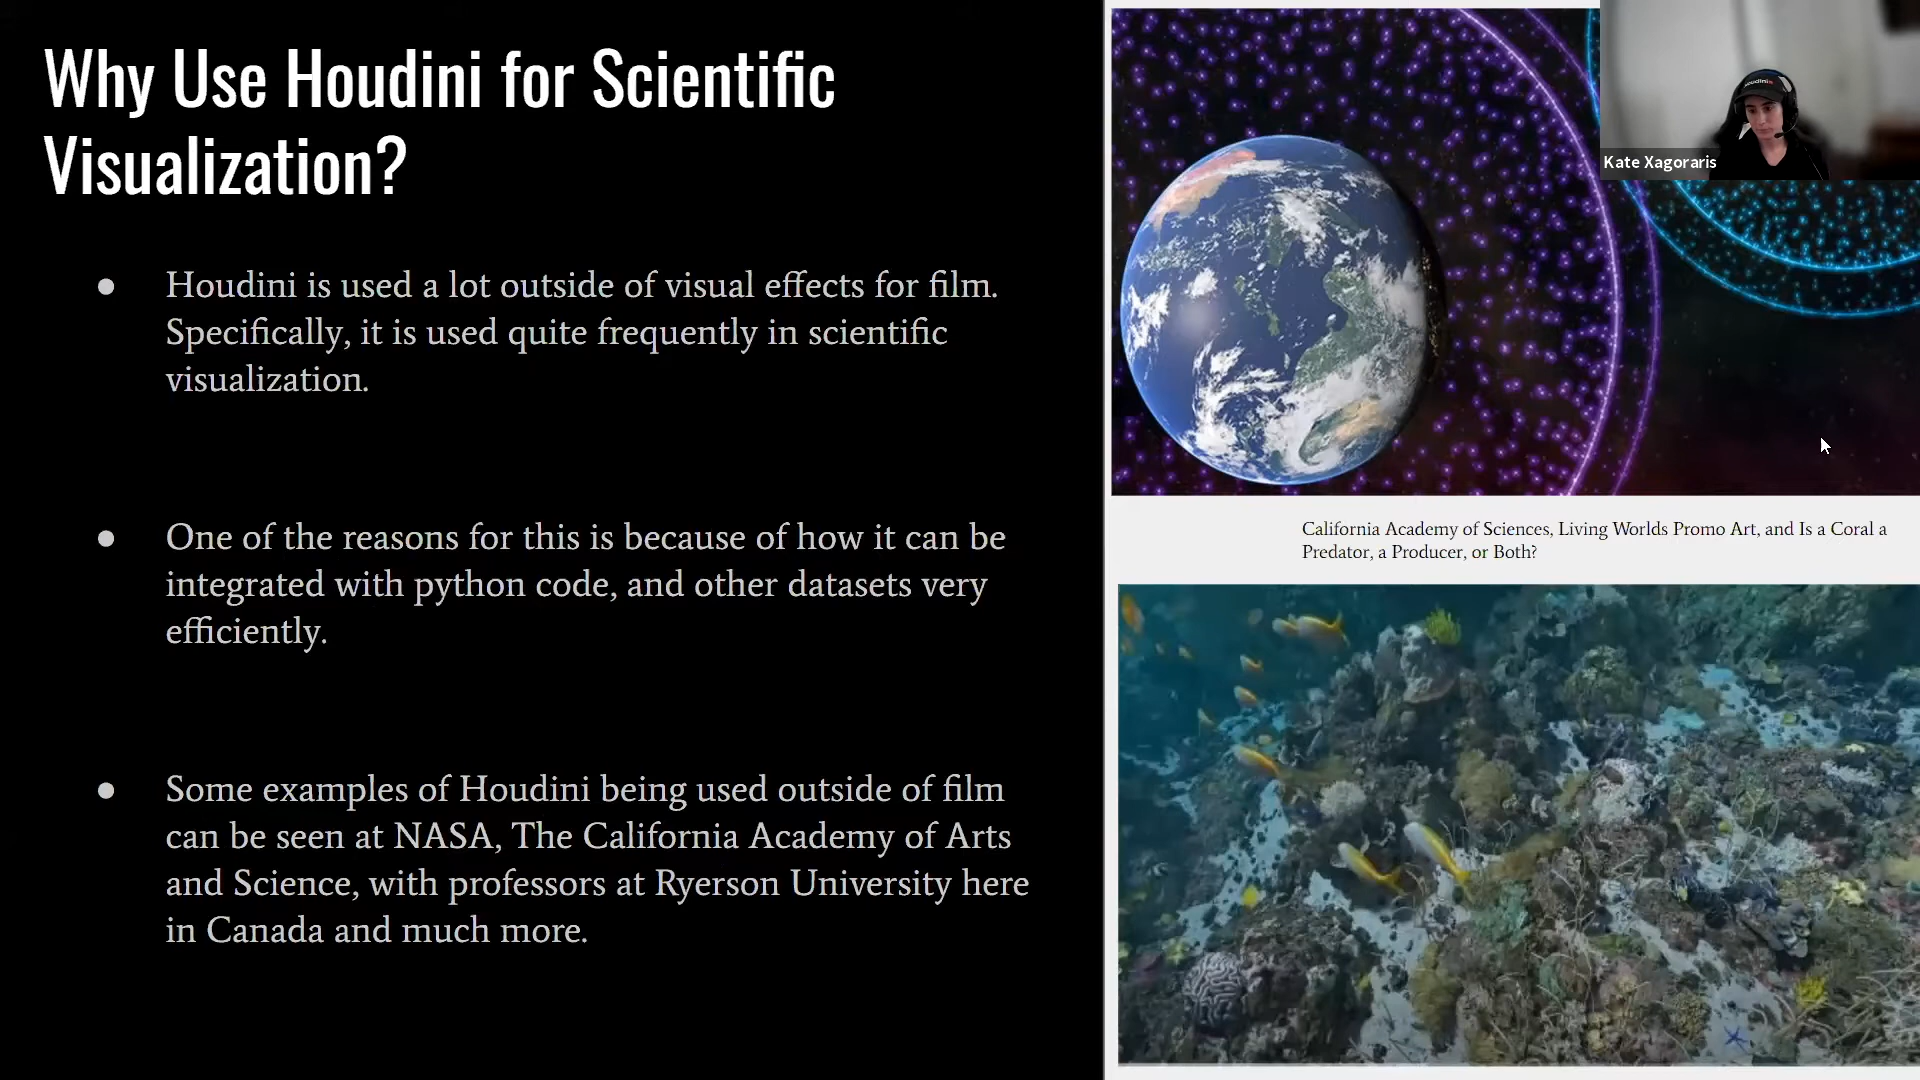 Why Use Houdini for Scientific
Visualization?
● Houdini is used a lot outside of visual effects for film.
Specifically, it is used quite frequently in scientific
visualization.
● One of the reasons for this is because of how it can be
integrated with python code, and other datasets very
efficiently.
● Some examples of Houdini being used outside of film
can be seen at NASA, The California Academy of Arts
and Science, with professors at Ryerson University here
in Canada and much more.
Kate Xagoraris
California Academy of Sciences, Living Worlds Promo Art, and Is a Coral a
Predator, a Producer, or Both?